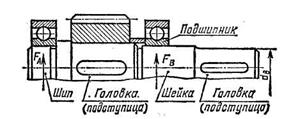 Подшипник
F_A
F_B
d_B
Шип
Головка
(подступица)
Шейка
Головка
(подступица)